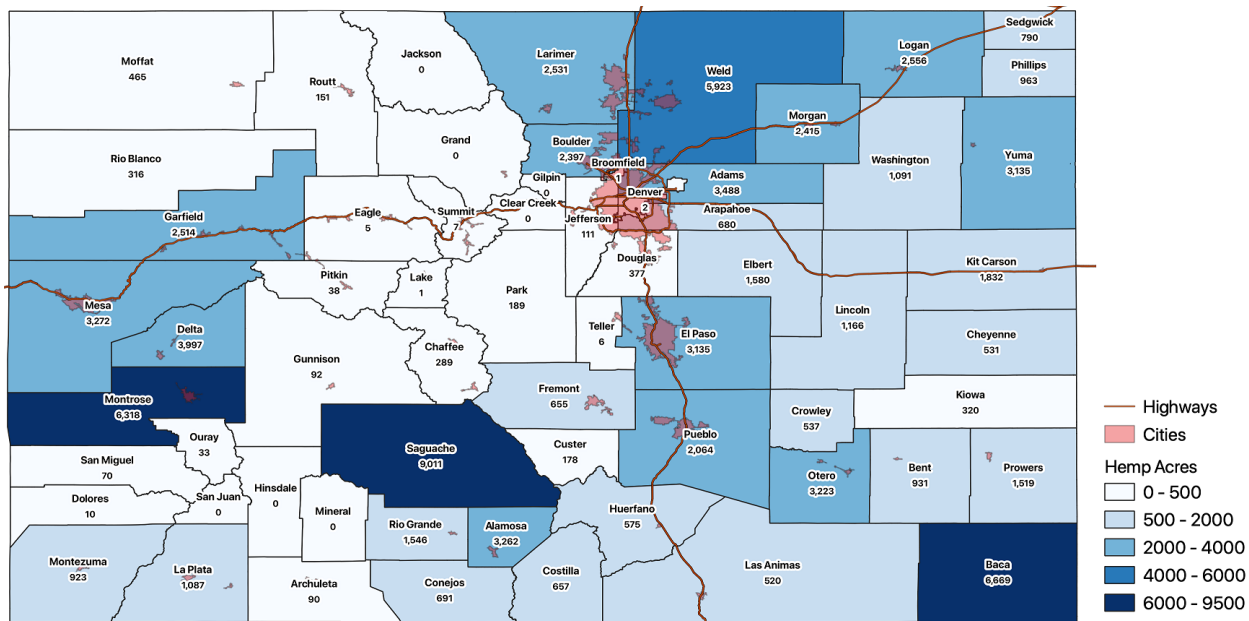 Sedgwick
790
Jackson
0
Larimer
2,531
Logan
2,556
Moffat
465
Phillips
963
Weld
5,923
Routt
151
Morgan
2,415
Grand
0
Boulder
2,397
Rio Blanco
316
Washington
1,091
Yuma
3,135
Broomfield
1
Gilpin
0
Adams
3,488
Denver
2
Clear Creek
0
Arapahoe
680
Garfield
2,514
Eagle
5
Summit
7
Jefferson
111
Douglas
377
Elbert
1,580
Kit Carson
1,832
Pitkin
38
Lake
1
Park
189
Mesa
3,272
Lincoln
1,166
Delta
3,997
Teller
6
El Paso
3,135
Cheyenne
531
Gunnison
92
Chaffee
289
Fremont
655
Kiowa
320
Montrose
6,318
Crowley
537
Highways
Cities
Hemp Acres
0 - 500
500 - 2000
2000 - 4000
4000 - 6000
6000 - 9500
Ouray
33
Saguache
9,011
Custer
178
Pueblo
2,064
San Miguel
70
Otero
3,223
Bent
931
Prowers
1,519
Dolores
10
San Juan
0
Hinsdale
0
Mineral
0
Rio Grande
1,546
Alamosa
3,262
Huerfano
575
Montezuma
923
La Plata
1,087
Archuleta
90
Conejos
691
Costilla
657
Las Animas
520
Baca
6,669